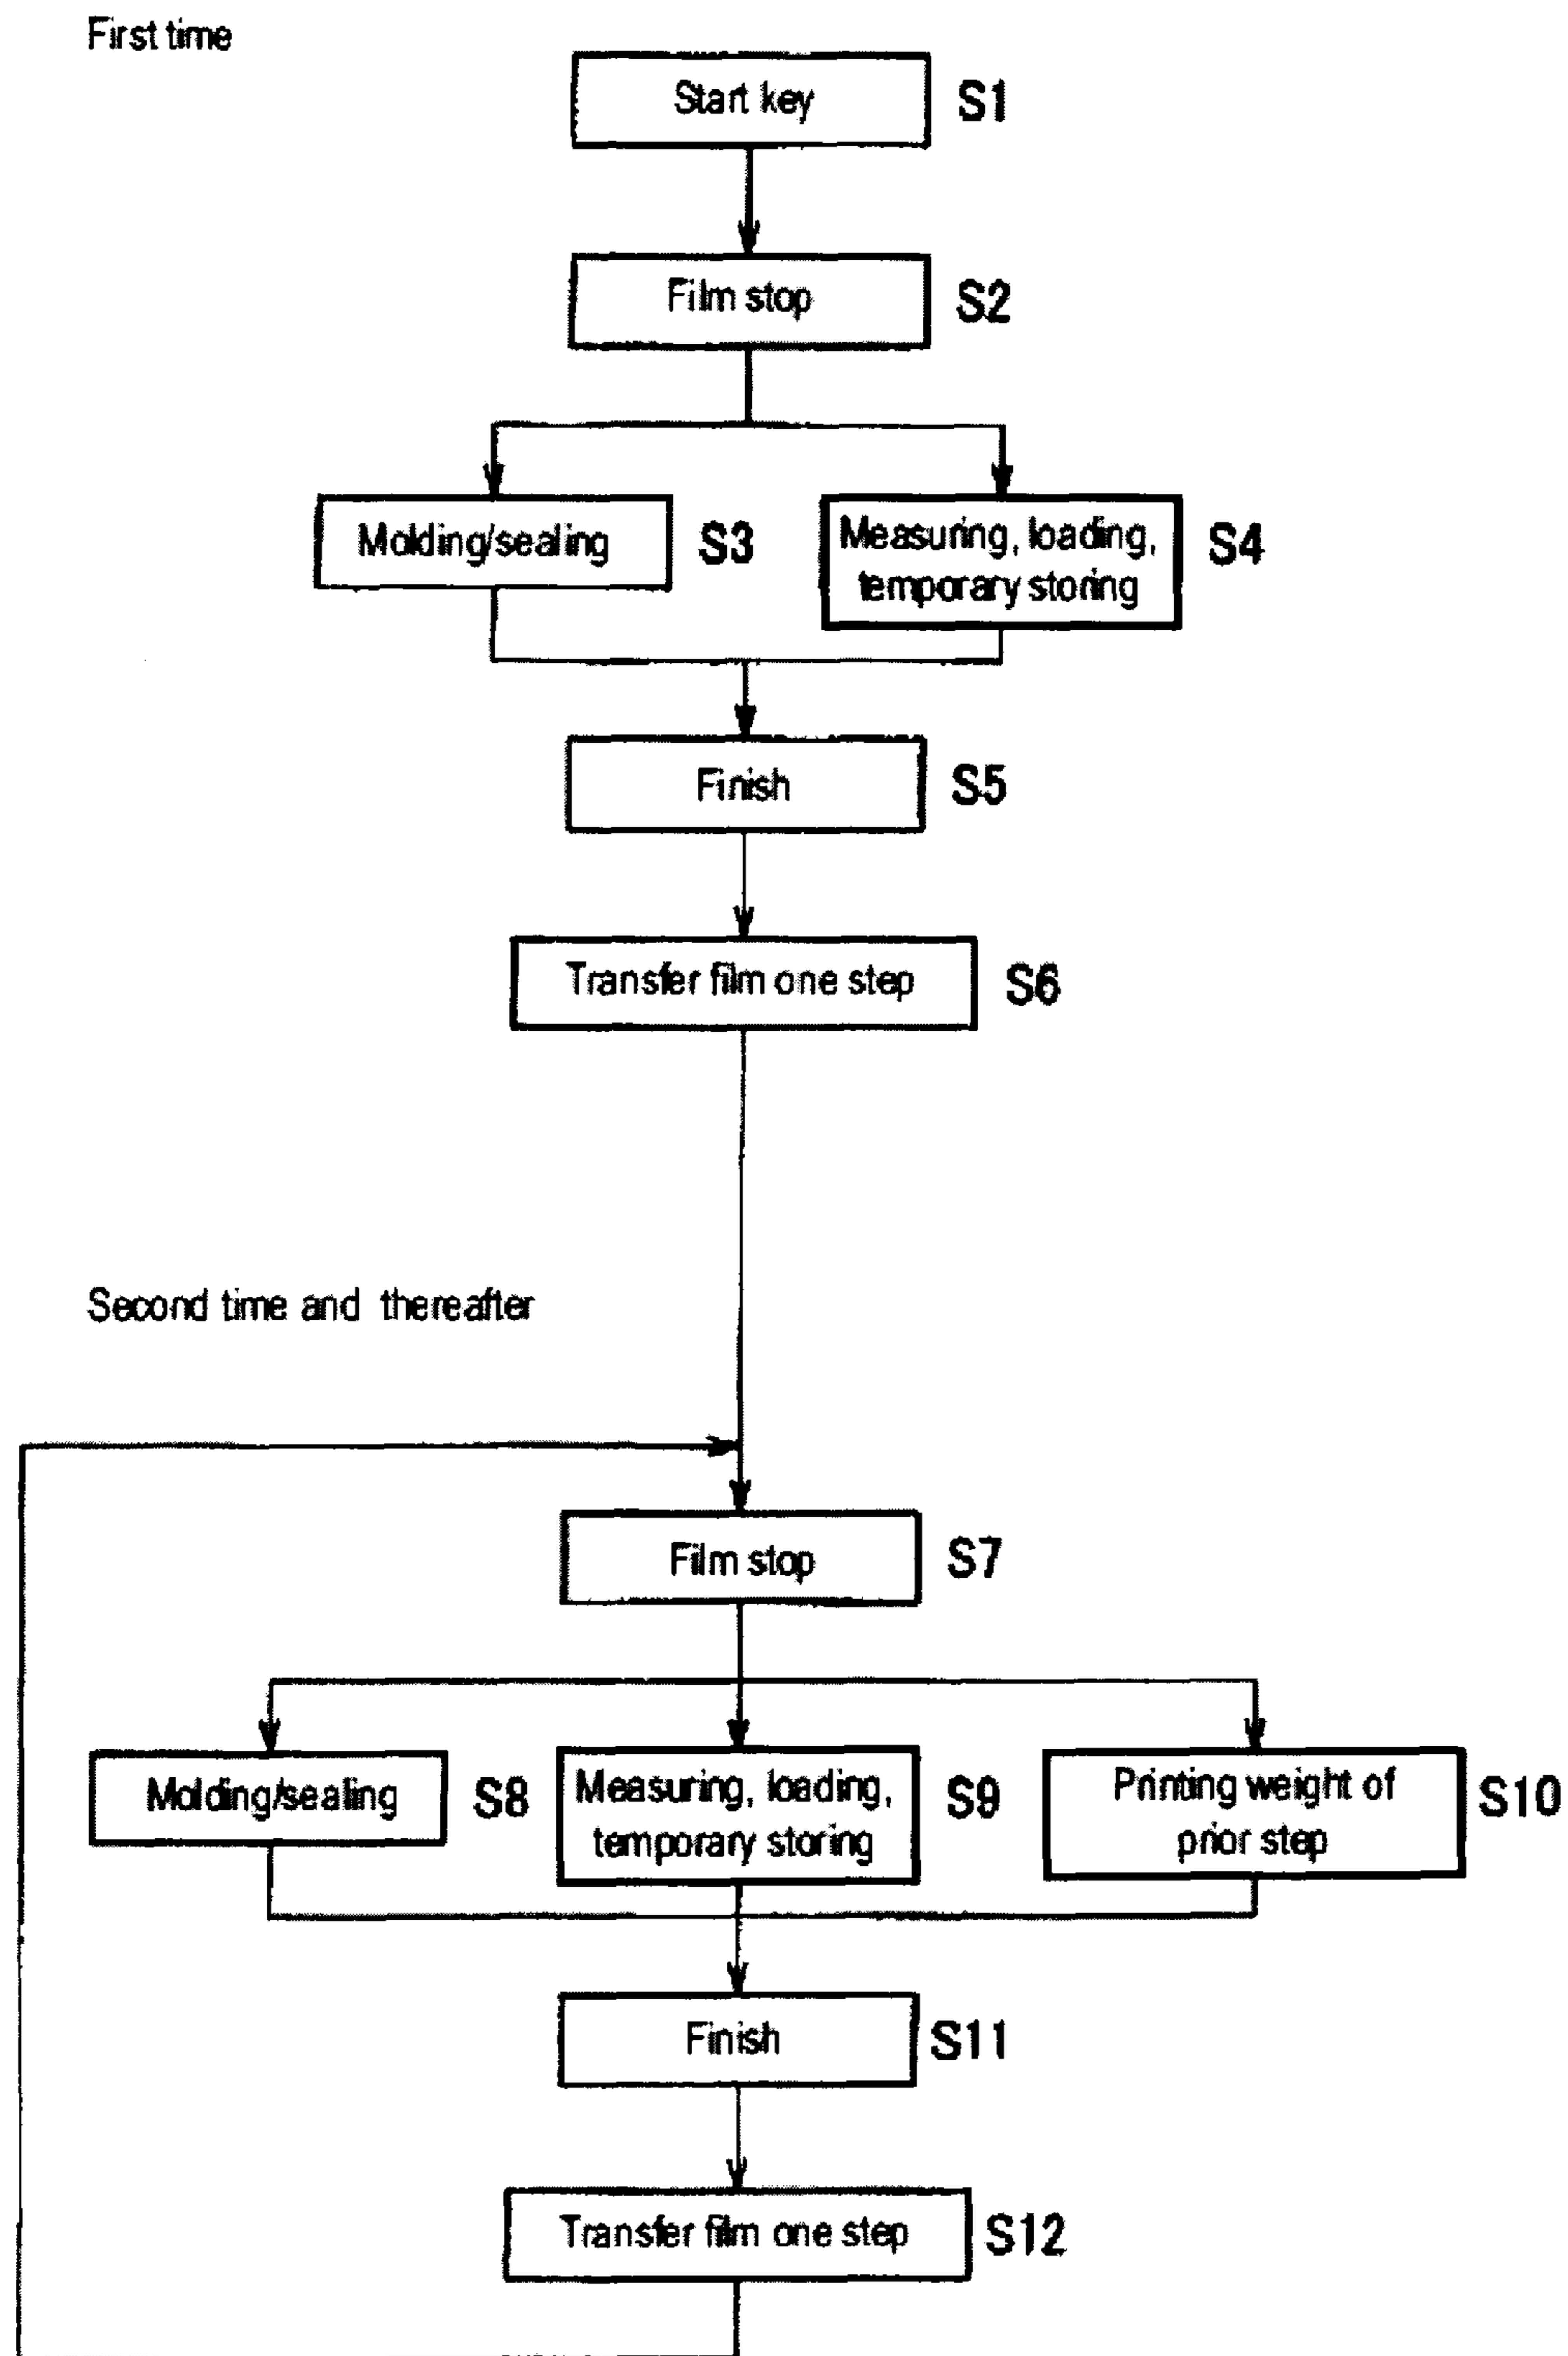 First time
Start key S1
Film stop S2
Molding/sealing S3
Measuring, loading,
temporary storing
S4
Finish S5
Transfer film one step S6
Second time and thereafter
Film stop S7
Molding/sealing S8
Measuring, loading,
temporary storing
S9
Printing weight of
prior step
S10
Finish S11
Transfer film one step S12